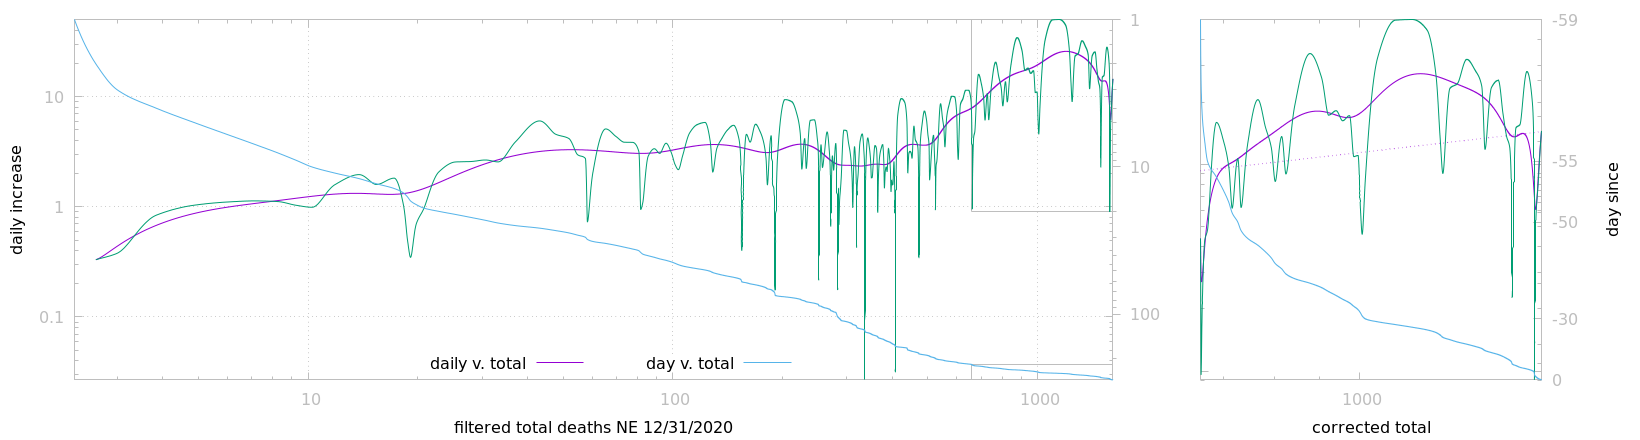 daily increase
10
1
0.1
daily v. total
day v. total
10
100
1000
filtered total deaths NE 12/31/2020
1
10
100
1000
corrected total
-59
-55
-50
-30
0
day since